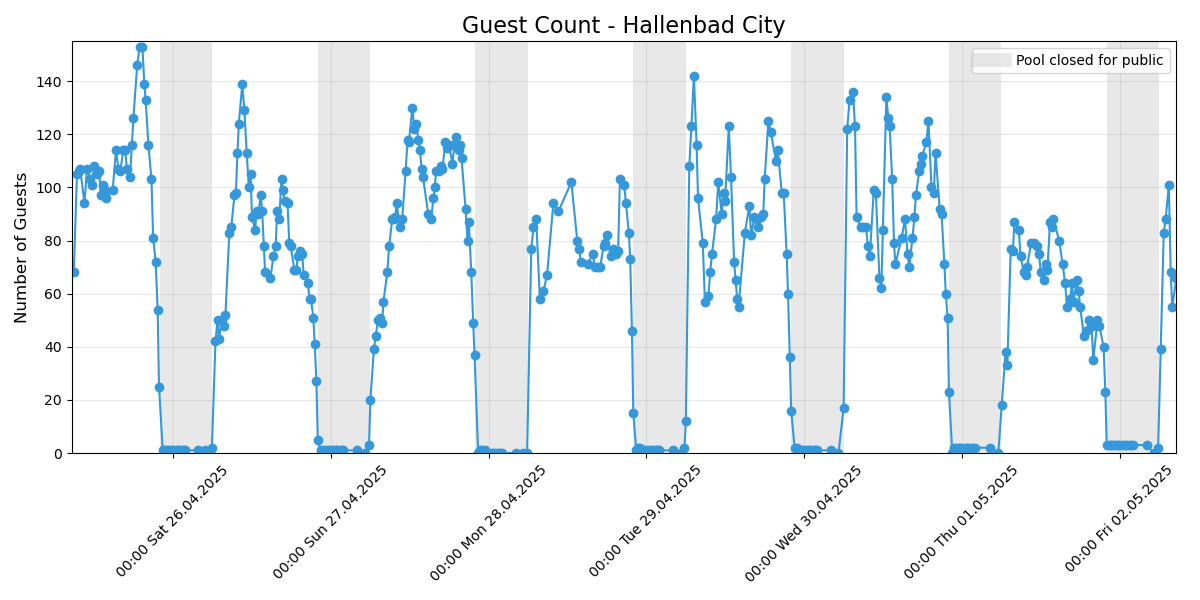 Guest Count - Hallenbad City
Pool closed for public
Number of Guests
140
120
100
80
60
40
20
0
00:00 Sat 26.04.2025
00:00 Sun 27.04.2025
00:00 Mon 28.04.2025
00:00 Tue 29.04.2025
00:00 Wed 30.04.2025
00:00 Thu 01.05.2025
00:00 Fri 02.05.2025